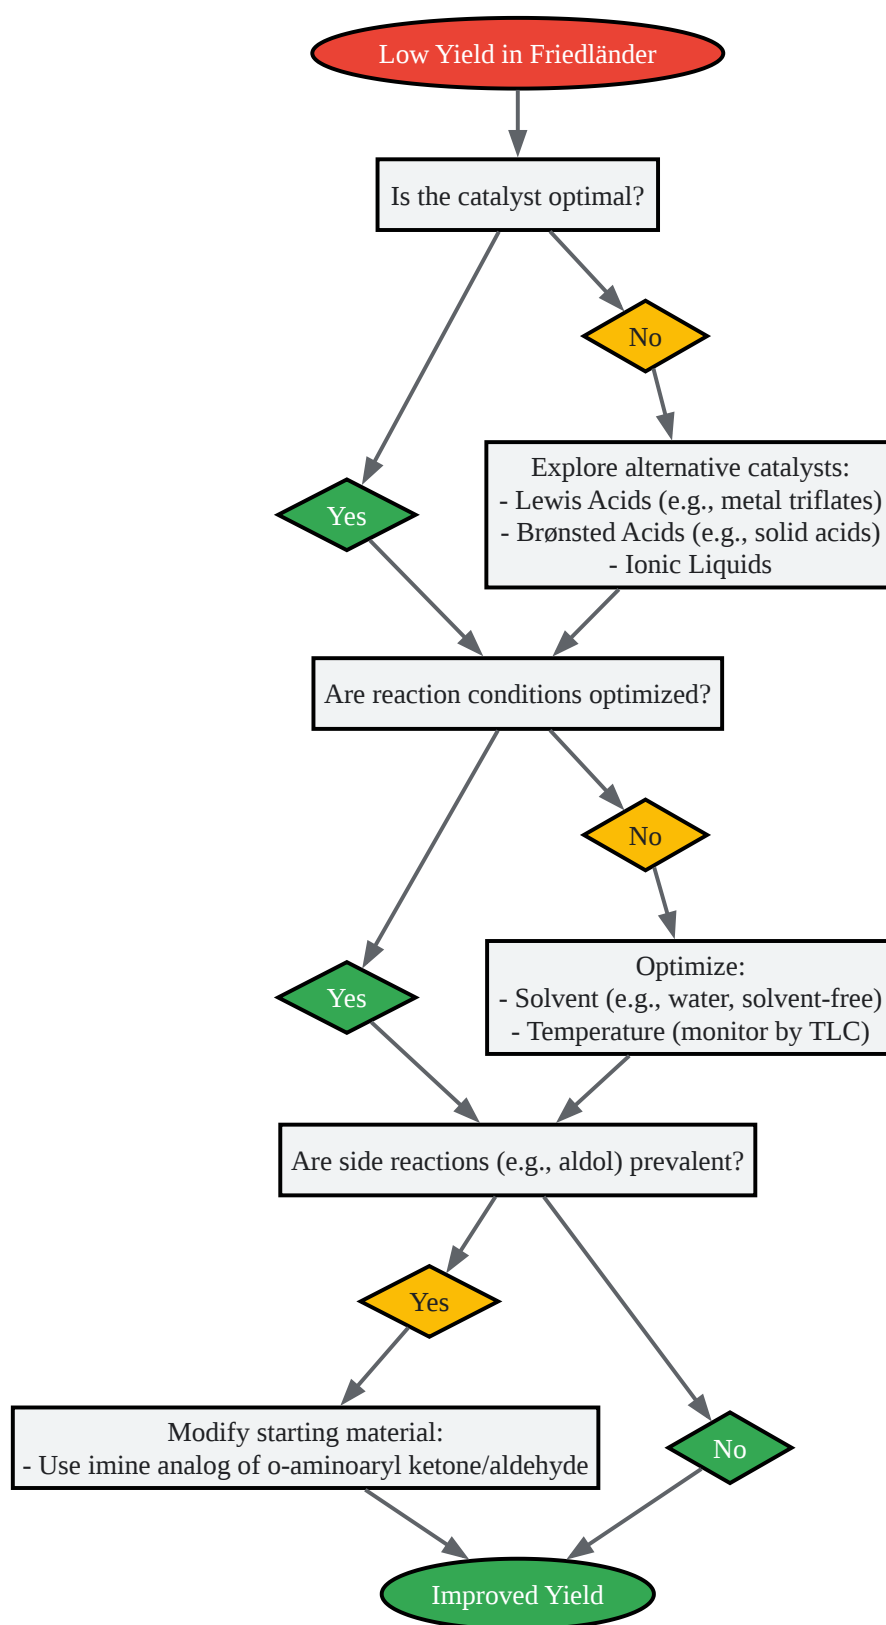 Low Yield in Friedländer
Is the catalyst optimal?
No
Explore alternative catalysts:
- Lewis Acids (e.g., metal triflates)
- Brønsted Acids (e.g., solid acids)
- Ionic Liquids
Yes
Are reaction conditions optimized?
No
Optimize:
- Solvent (e.g., water, solvent-free)
- Temperature (monitor by TLC)
Yes
Are side reactions (e.g., aldol) prevalent?
Yes
Modify starting material:
- Use imine analog of o-aminoaryl ketone/aldehyde
No
Improved Yield